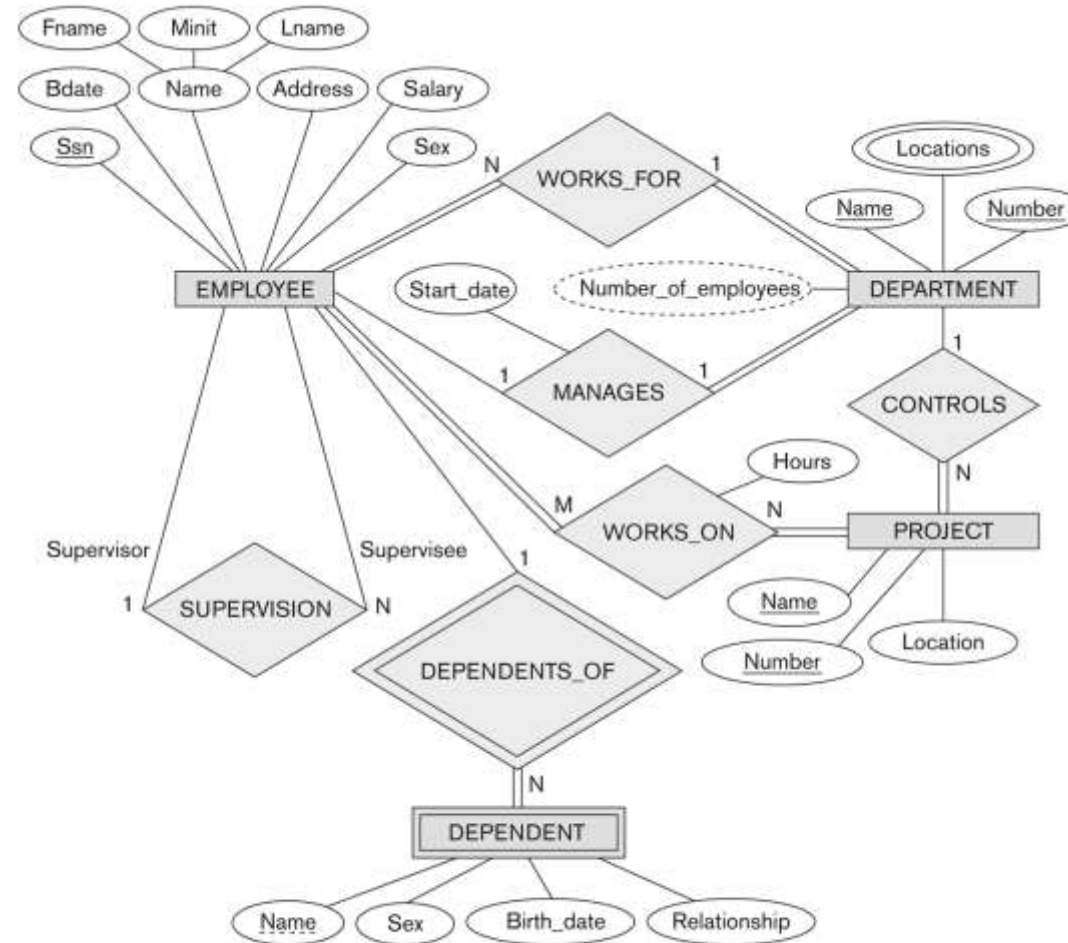 Fname
Minit
Lname
Bdate
Name
Address
Salary
Ssn
Sex
Locations
Name
Number
N
WORKS_FOR
1
EMPLOYEE
Start_date
Number_of_employees
DEPARTMENT
1
MANAGES
1
1
CONTROLS
N
Hours
M
WORKS_ON
N
PROJECT
Supervisor
Supervisee
1
SUPERVISION
N
1
Name
Number
Location
DEPENDENTS_OF
N
DEPENDENT
Name
Sex
Birth_date
Relationship